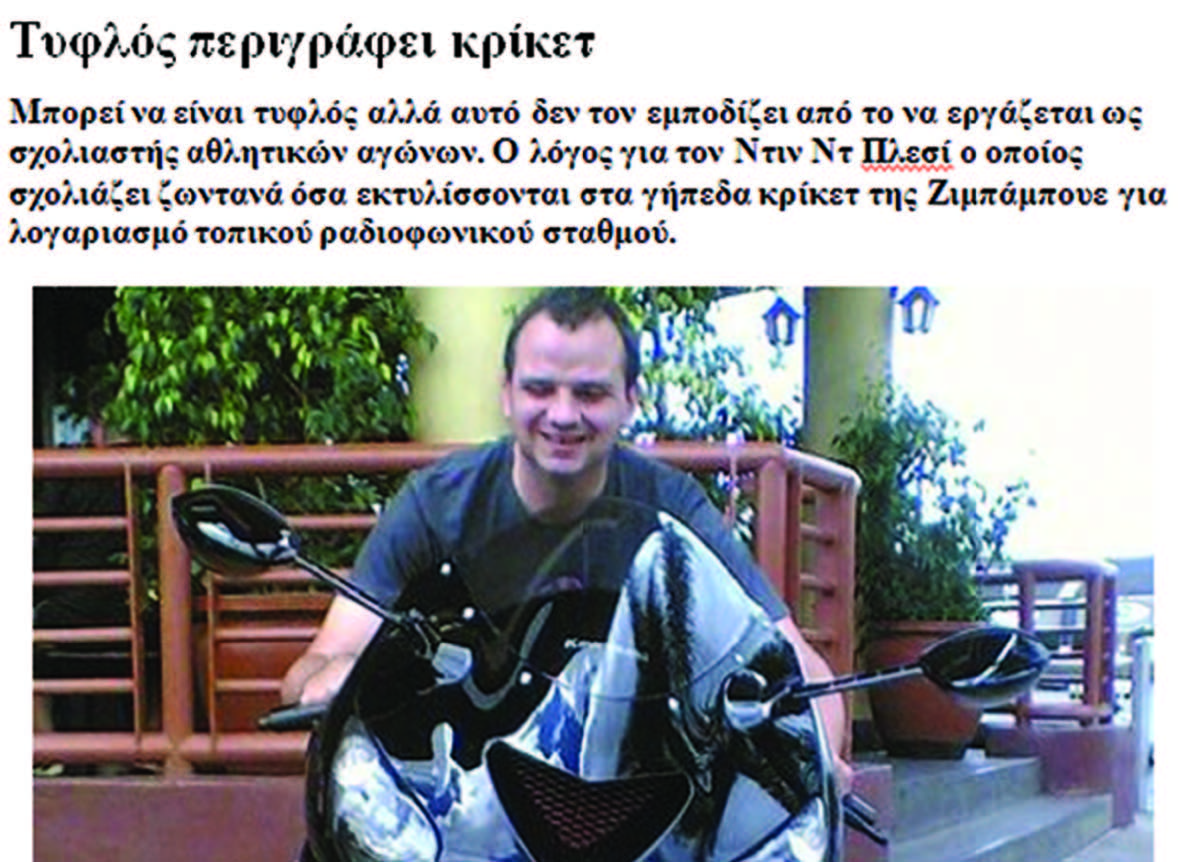 Τυφλός περιγράφει κρίκετ
Μπορεί να είναι τυφλός αλλά αυτό δεν τον εμποδίζει από το να εργάζεται ως
σχολιαστής αθλητικών αγώνων. Ο λόγος για τον Ντιν Ντ Πλεσί ο οποίος
σχολιάζει ζωντανά όσα εκτυλίσσονται στα γήπεδα κρίκετ της Ζιμπάμπουε για
λογαριασμό τοπικού ραδιοφωνικού σταθμού.